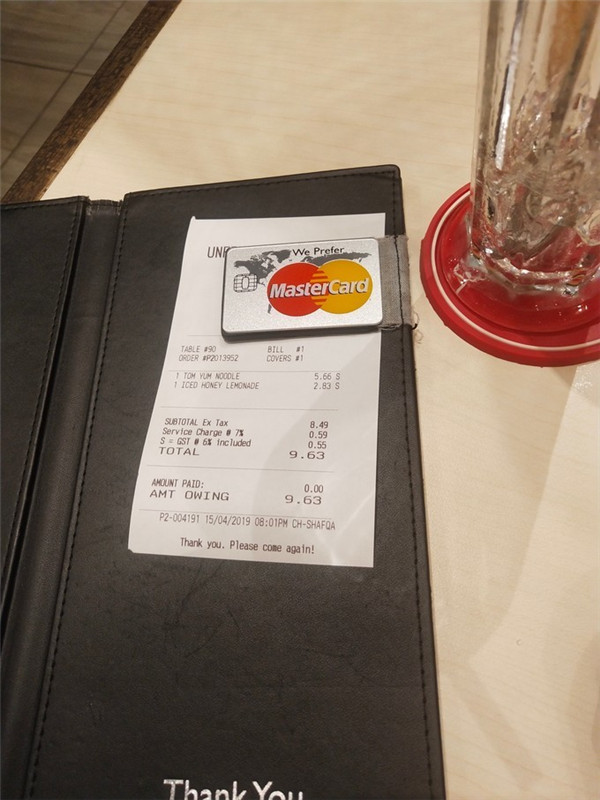 We Prefer
MasterCard
TABLE #90 BILL #1
ORDER #P2013952 COVERS #1
1 TOM YUM NOODLE 5.66 S
1 ICED HONEY LEMONADE 2.83 S
SUBTOTAL Ex Tax 8.49
Service Charge @ 7% 0.59
S = GST @ 6% included 0.55
TOTAL 9.63
AMOUNT PAID: 0.00
AMT OWING 9.63
P2-004191 15/04/2019 08:01PM CH-SHAFQA
Thank you. Please come again!
Thank You